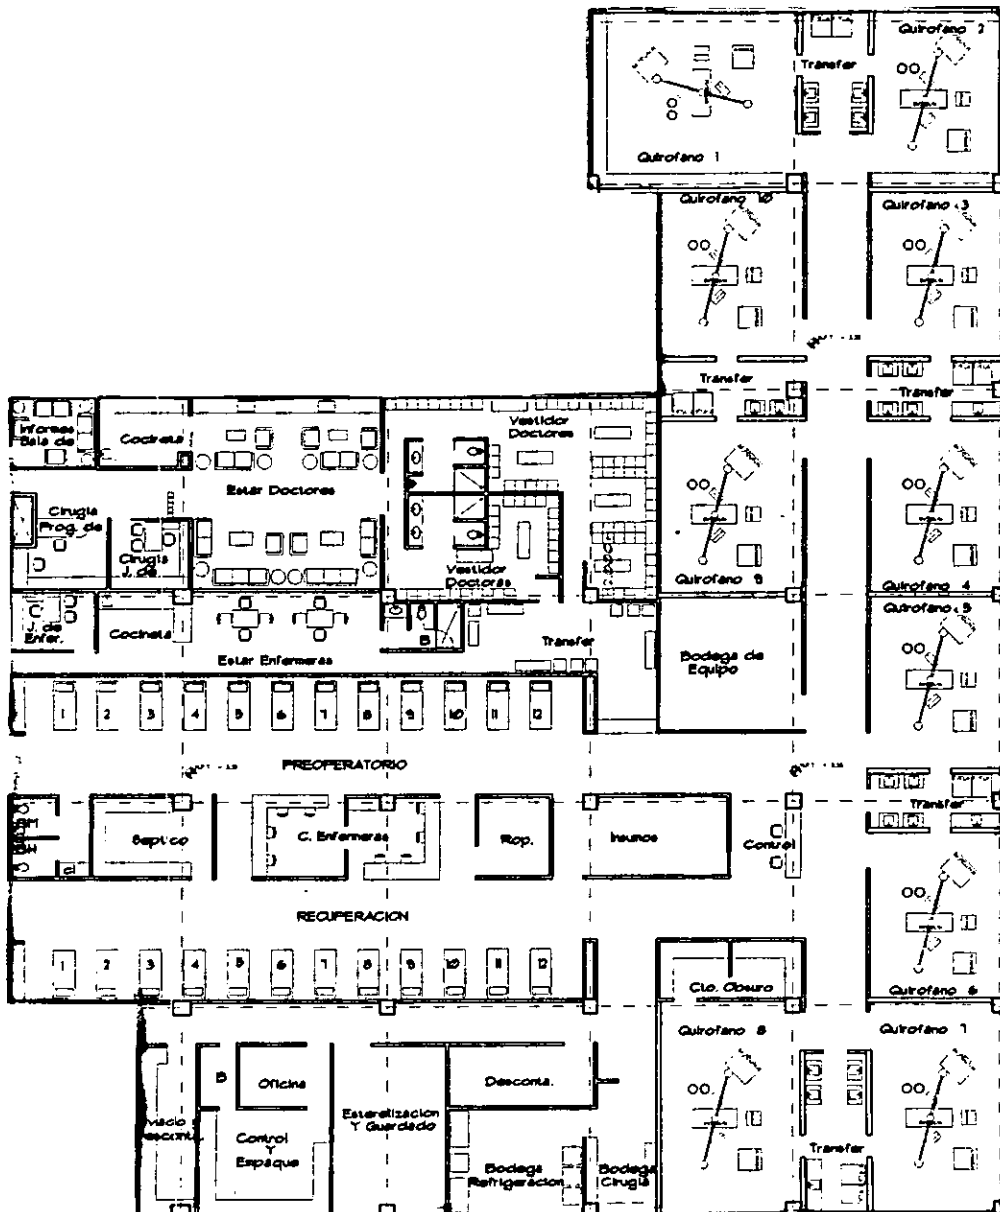 Quirofano 2
Transfer
Quirofano 1
Quirofano 10
Quirofano 3
Transfer
Transfer
Informes
Sala de
Cocineta
Vestidor
Doctores
Estar Doctores
Cirugia
Prog. de
Cirugia
J. de
Vestidor
Doctoras
Quirofano 9
Quirofano 4
Quirofano 5
J. de
Enfer.
Cocineta
Estar Enfermeras
B
Transfer
Bodega de
Equipo
1 2 3 4 5 6 7 8 9 10 11 12
PREOPERATORIO
BM
BH
Septico
C. Enfermeras
Rop.
Insumos
Control
Transfer
RECUPERACION
1 2 3 4 5 6 7 8 9 10 11 12
Cto. Obsuro
Quirofano 6
Quirofano 8
Quirofano 7
B
Oficina
Desconta.
Esteretizacion
Y Guardado
Control
Y
Empaque
Bodega
Refrigeracion
Bodega
Cirugia
Transfer